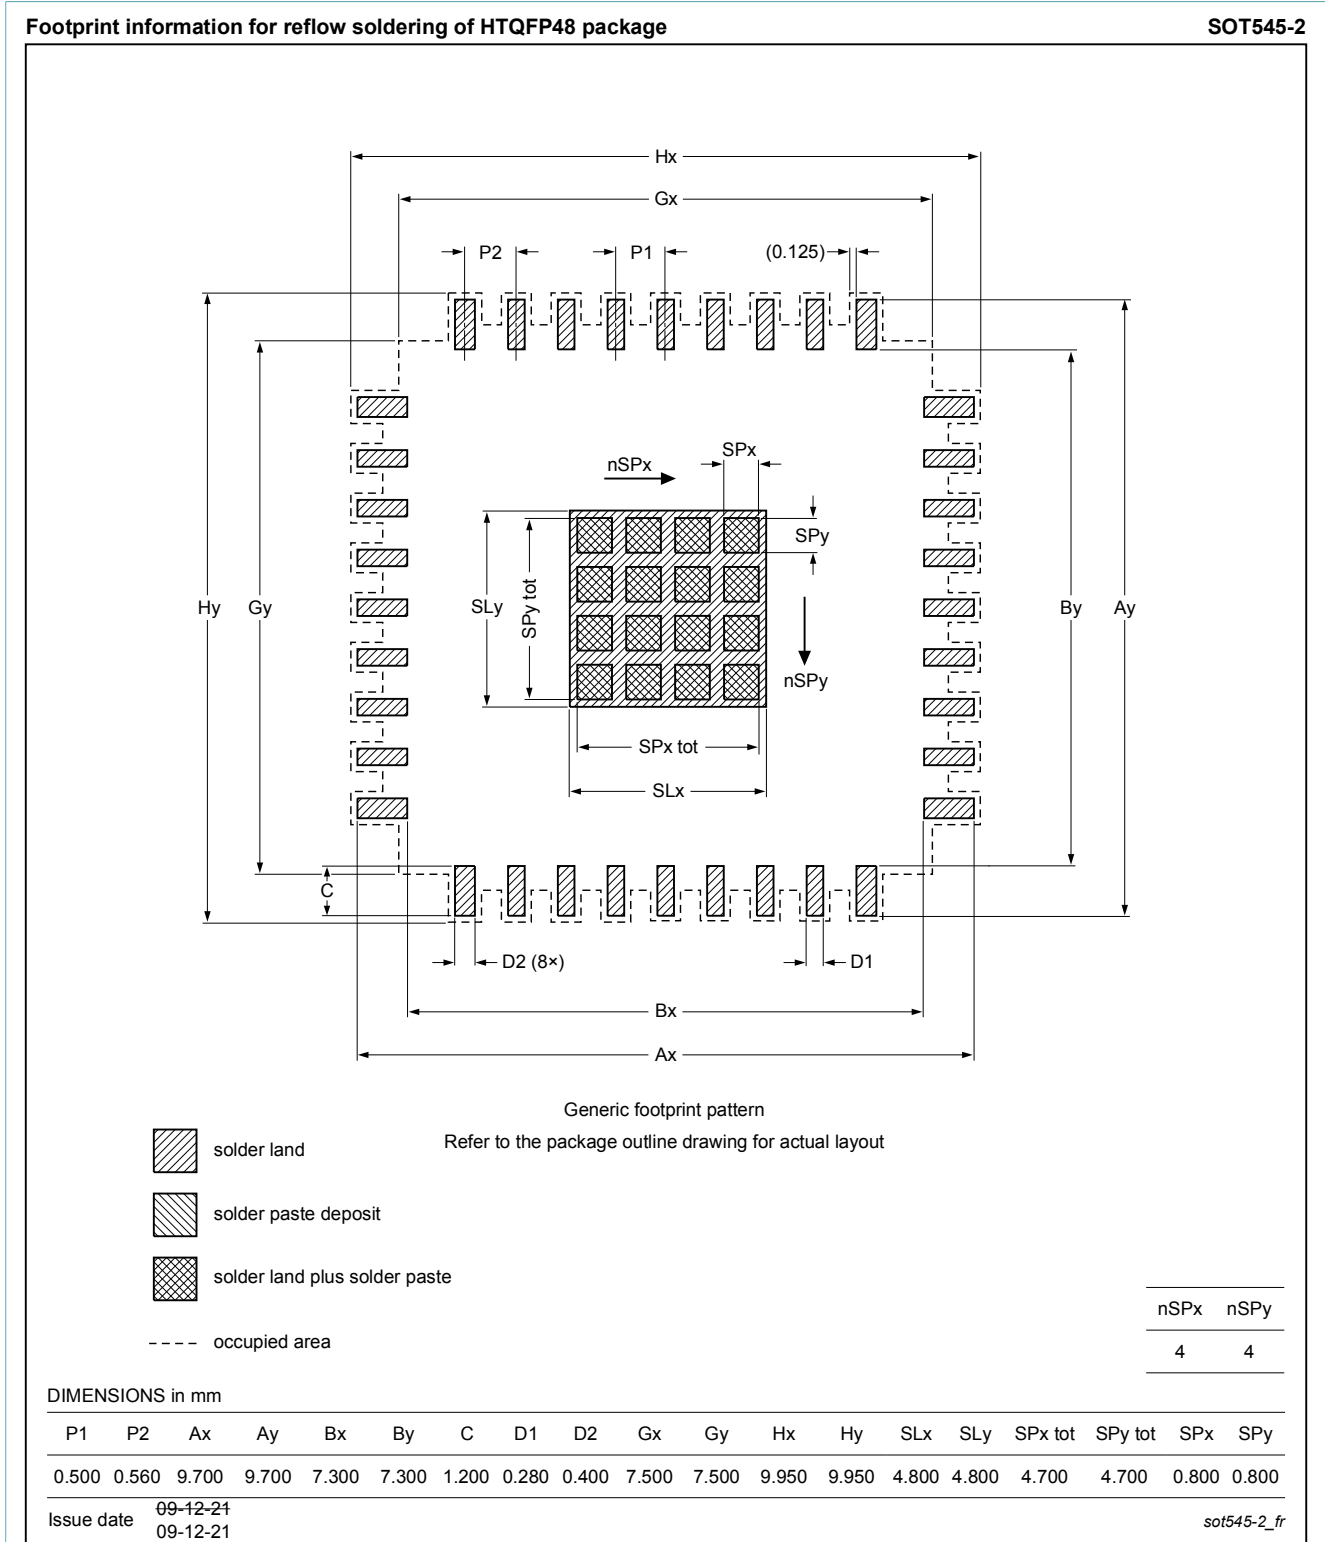 Footprint information for reflow soldering of HTQFP48 package SOT545-2
Hx
Gx
P2 P1 (0.125)
SPx
nSPx
SPy
Hy Gy SLy SPy tot By Ay
nSPy
SPx tot
SLx
C
D2 (8×) D1
Bx
Ax
Generic footprint pattern
Refer to the package outline drawing for actual layout
solder land
solder paste deposit
solder land plus solder paste
occupied area
nSPx nSPy
4 4
DIMENSIONS in mm
P1 P2 Ax Ay Bx By C D1 D2 Gx Gy Hx Hy SLx SLy SPx tot SPy tot SPx SPy
0.500 0.560 9.700 9.700 7.300 7.300 1.200 0.280 0.400 7.500 7.500 9.950 9.950 4.800 4.800 4.700 4.700 0.800 0.800
Issue date 09-12-21
09-12-21
sot545-2_fr